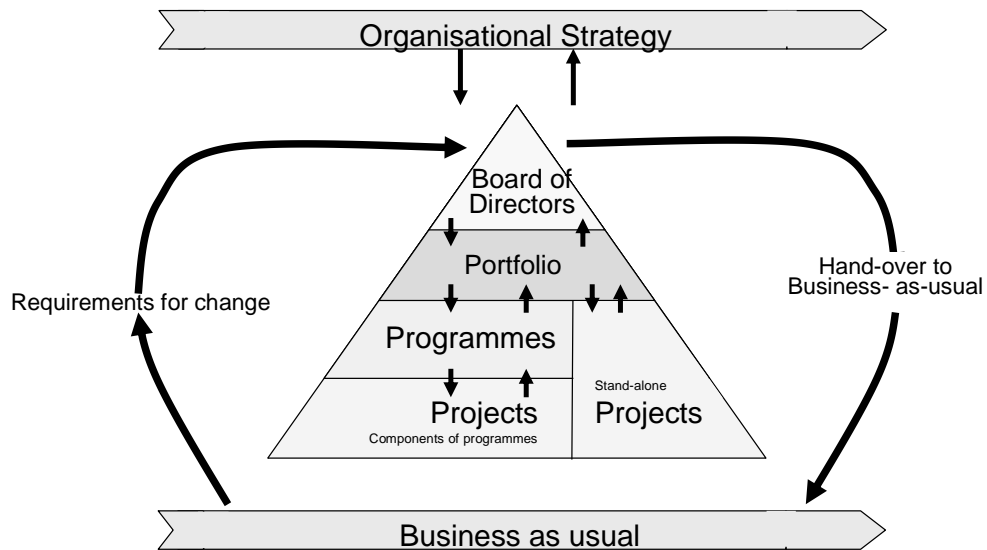 Organisational Strategy
Board of
Directors
Portfolio
Hand-over to
Business- as-usual
Requirements for change
Programmes
Stand-alone
Projects
Projects
Components of programmes
Business as usual